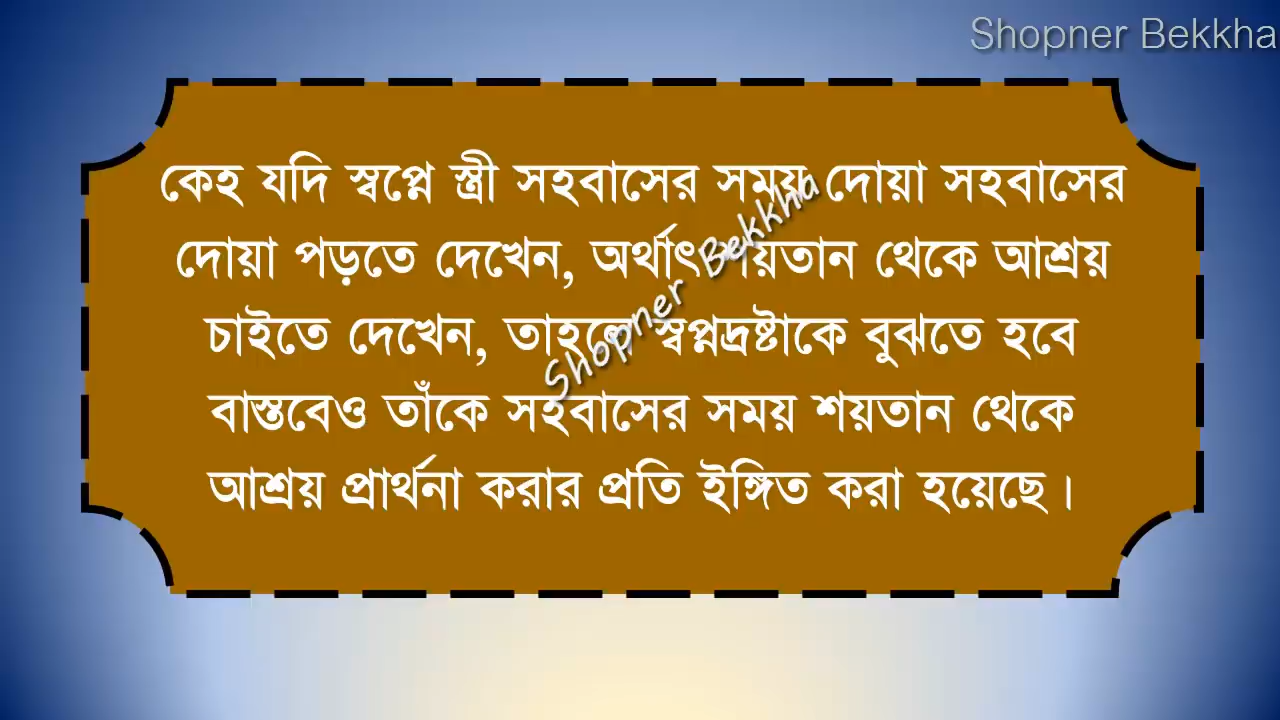 Shopner Bekkha
কেহ যদি স্বপ্নে স্ত্রী সহবাসের সময় দোয়া সহবাসের
দোয়া পড়তে দেখেন, অর্থাৎ শয়তান থেকে আশ্রয়
চাইতে দেখেন, তাহলে স্বপ্নদ্রষ্টাকে বুঝতে হবে
বাস্তবেও তাঁকে সহবাসের সময় শয়তান থেকে
আশ্রয় প্রার্থনা করার প্রতি ইঙ্গিত করা হয়েছে।
Shopner Bekkha